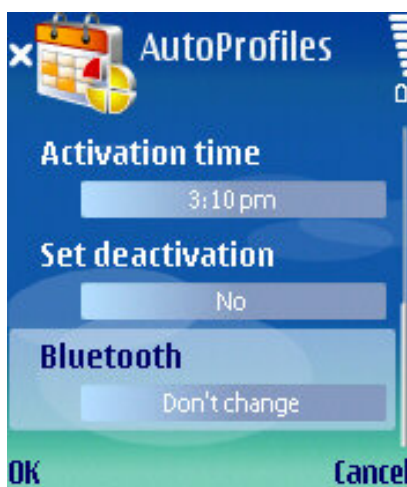 AutoProfiles
Activation time
3:10 pm
Set deactivation
No
Bluetooth
Don't change
OK
Cancel